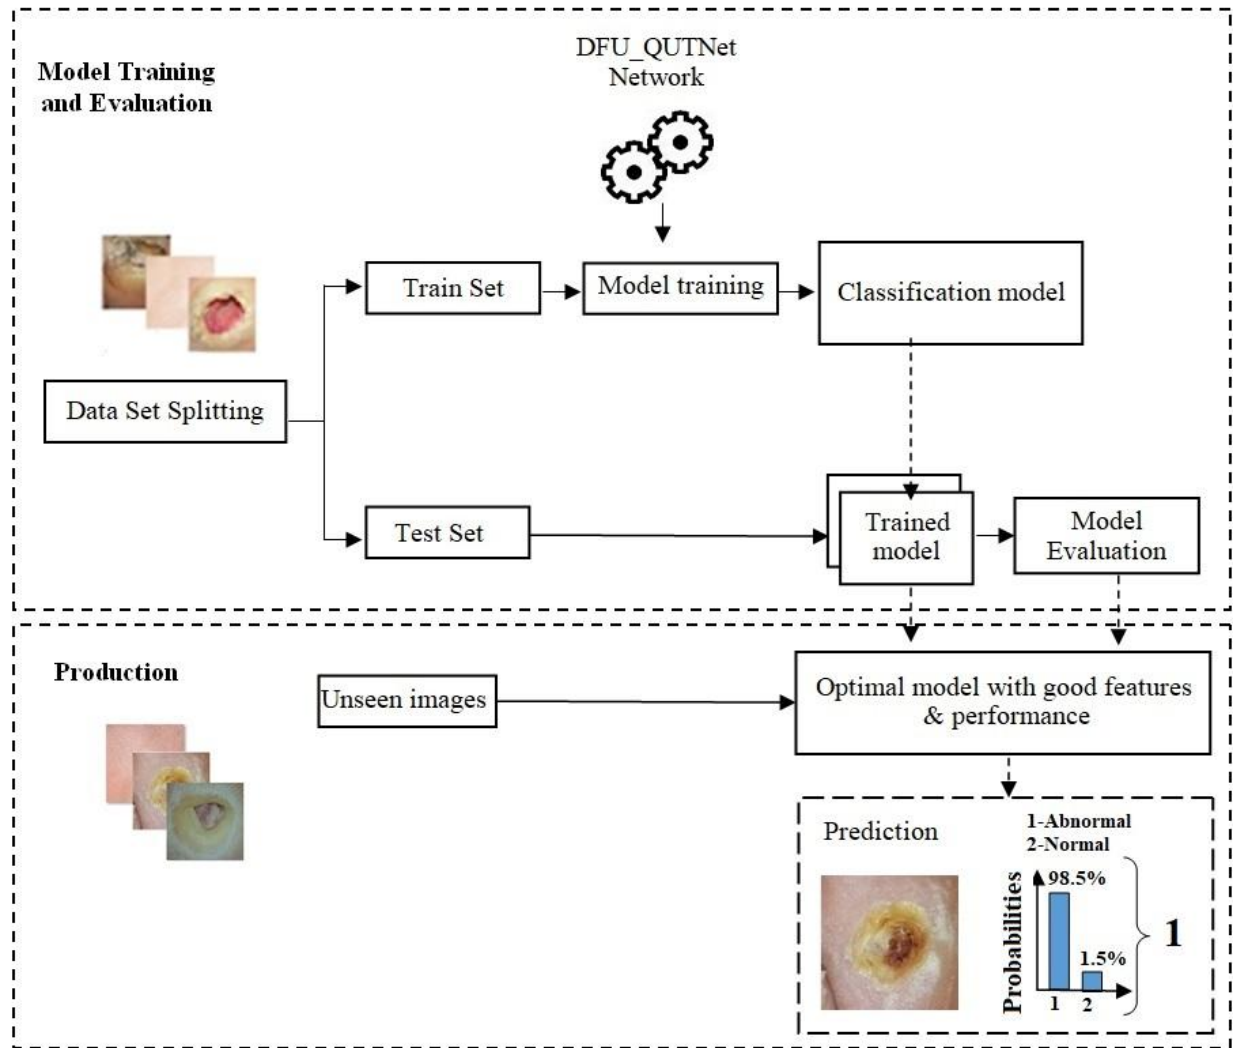 DFU_QUTNet
Network
Model Training
and Evaluation
Train Set
Model training
Classification model
Data Set Splitting
Test Set
Trained
model
Model
Evaluation
Production
Unseen images
Optimal model with good features
& performance
Prediction
1-Abnormal
2-Normal
Probabilities
98.5%
1.5%
1
1 2